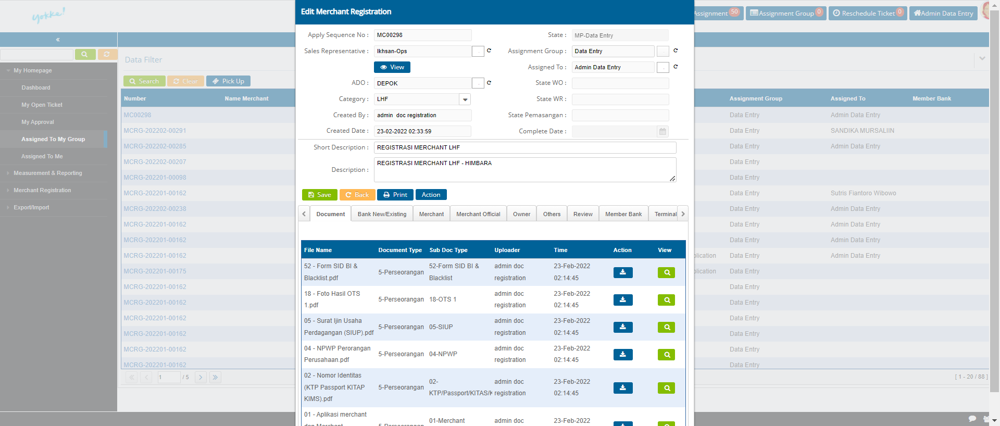 yokke!
Edit Merchant Registration
Assignment 50
Assignment Group 0
Reschedule Ticket 0
Admin Data Entry
«
Data Filter
My Homepage
Dashboard
My Open Ticket
My Approval
Assigned To My Group
Assigned To Me
Measurement & Reporting
Merchant Registration
Export/Import
Search
Clear
Pick Up
Number
Name Merchant
MC00298
MCRG-202202-00291
MCRG-202202-00285
MCRG-202202-00207
MCRG-202201-00098
MCRG-202201-00162
MCRG-202202-00238
MCRG-202201-00162
MCRG-202201-00162
MCRG-202201-00162
MCRG-202201-00175
MCRG-202201-00162
MCRG-202201-00162
MCRG-202201-00162
MCRG-202201-00162
MCRG-202201-00162
MCRG-202201-00162
1 / 5
Apply Sequence No : MC00298
State : MP-Data Entry
Sales Representative : Ikhsan-Ops
Assignment Group : Data Entry
View
Assigned To : Admin Data Entry
ADO : DEPOK
State WO :
Category : LHF
State WR :
Created By : admin doc registration
State Pemasangan :
Created Date : 23-02-2022 02:33:59
Complete Date :
Short Description : REGISTRASI MERCHANT LHF
Description : REGISTRASI MERCHANT LHF - HIMBARA
Save
Back
Print
Action
Document
Bank New/Existing
Merchant
Merchant Official
Owner
Others
Review
Member Bank
Terminal
File Name
Document Type
Sub Doc Type
Uploader
Time
Action
View
52 - Form SID BI & Blacklist.pdf
5-Perseorangan
52-Form SID BI & Blacklist
admin doc registration
23-Feb-2022 02:14:45
18 - Foto Hasil OTS 1.pdf
5-Perseorangan
18-OTS 1
admin doc registration
23-Feb-2022 02:14:45
05 - Surat Ijin Usaha Perdagangan (SIUP).pdf
5-Perseorangan
05-SIUP
admin doc registration
23-Feb-2022 02:14:45
04 - NPWP Perorangan Perusahaan.pdf
5-Perseorangan
04-NPWP
admin doc registration
23-Feb-2022 02:14:45
02 - Nomor Identitas (KTP Passport KITAP KIMS).pdf
5-Perseorangan
02-KTP/Passport/KITAS/K
admin doc registration
23-Feb-2022 02:14:45
01 - Aplikasi merchant dan Merchant
5-Perseorangan
01-Merchant
admin doc
23-Feb-2022
Assignment Group
Assigned To
Member Bank
Data Entry Admin Data Entry
Data Entry SANDIKA MURSALIIN
Data Entry Admin Data Entry
Data Entry
Data Entry
Data Entry Sutris Fiantoro Wibowo
Data Entry Admin Data Entry
Data Entry Admin Data Entry
Data Entry Admin Data Entry
plication Data Entry Admin Data Entry
plication Data Entry
Data Entry
Data Entry
Data Entry
Data Entry
Data Entry
Data Entry
[ 1 - 20 / 88 ]